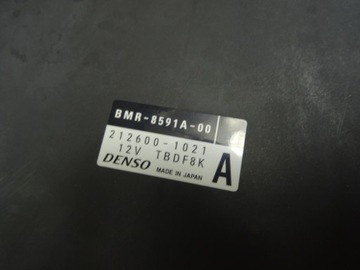 BMR-8591A-00
212600-1021
12V TBDF8K
DENSO MADE IN JAPAN
A